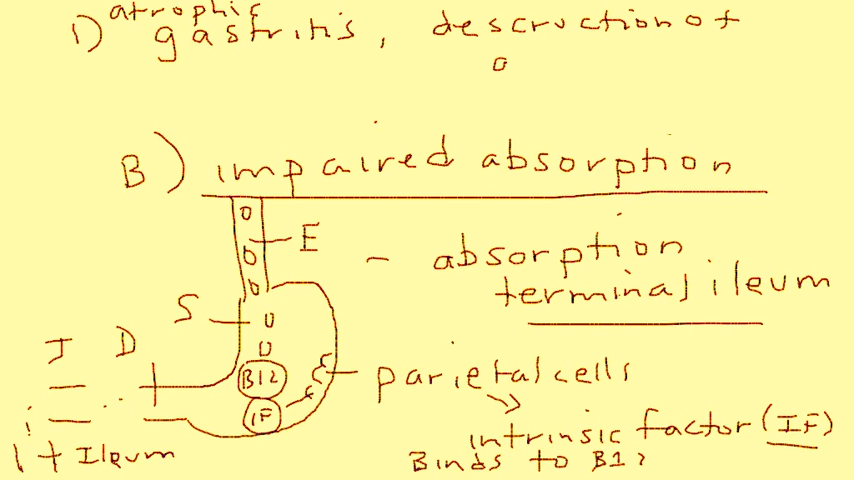 1) atrophic
gastritis, descruction of
B) impaired absorption
E
- absorption
terminal ileum
S
J D
B12
parietal cells
IF
intrinsic factor (IF)
Ileum
Binds to B12